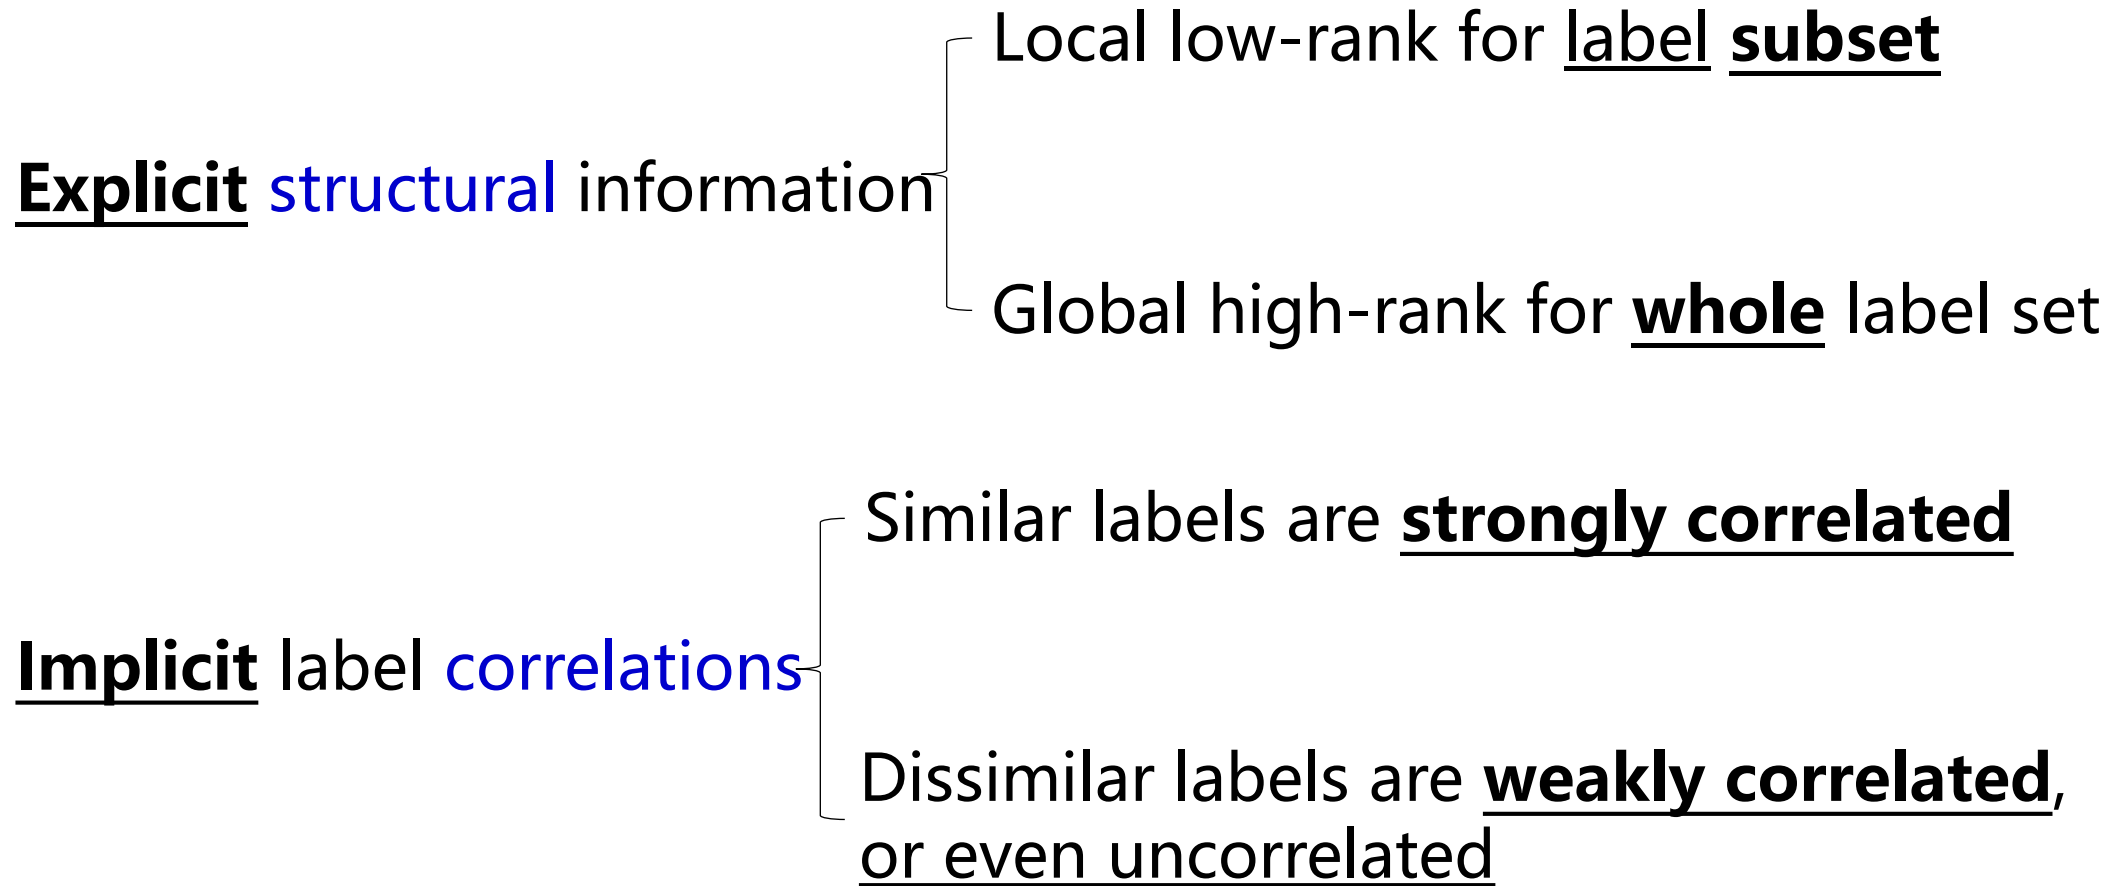 Local low-rank for label subset
Explicit structural information
Global high-rank for whole label set
Similar labels are strongly correlated
Implicit label correlations
Dissimilar labels are weakly correlated,
or even uncorrelated